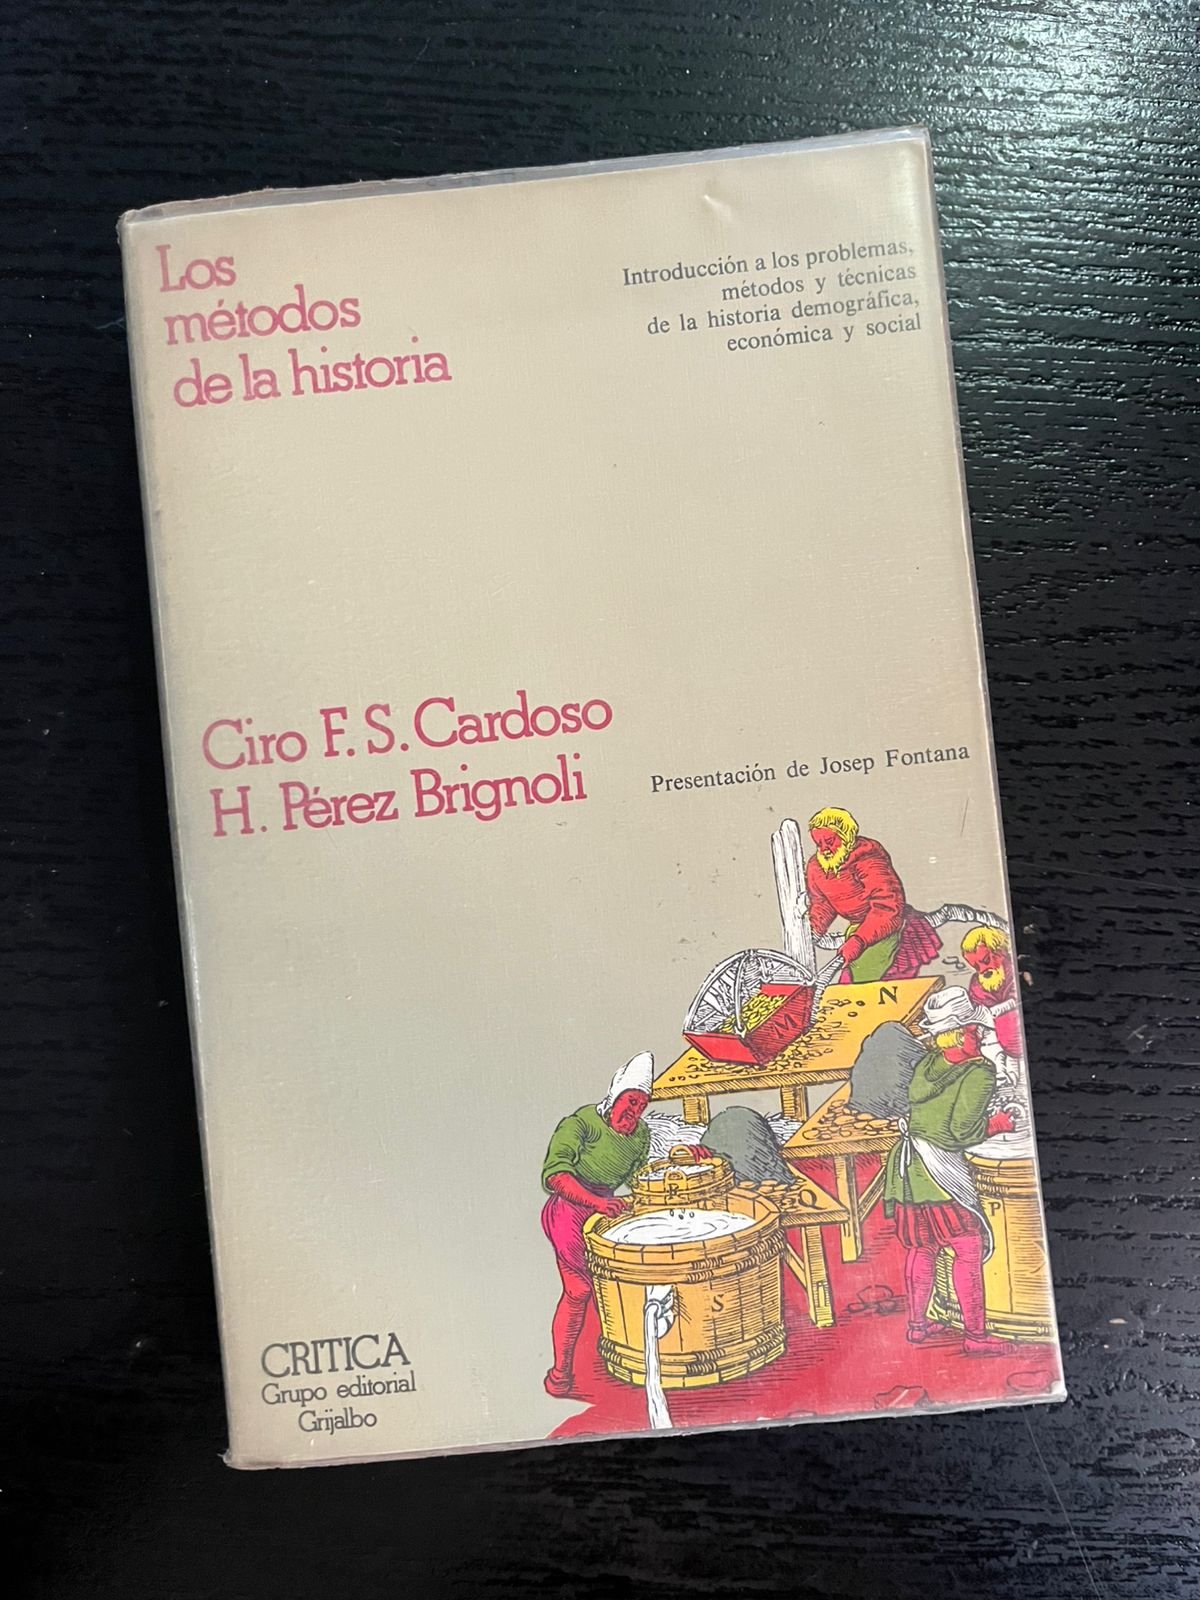 Los
métodos
de la historia
Introducción a los problemas,
métodos y técnicas
de la historia demográfica,
económica y social
Ciro F. S. Cardoso
H. Pérez Brignoli
Presentación de Josep Fontana
N
M
R
Q
P
S
CRITICA
Grupo editorial
Grijalbo